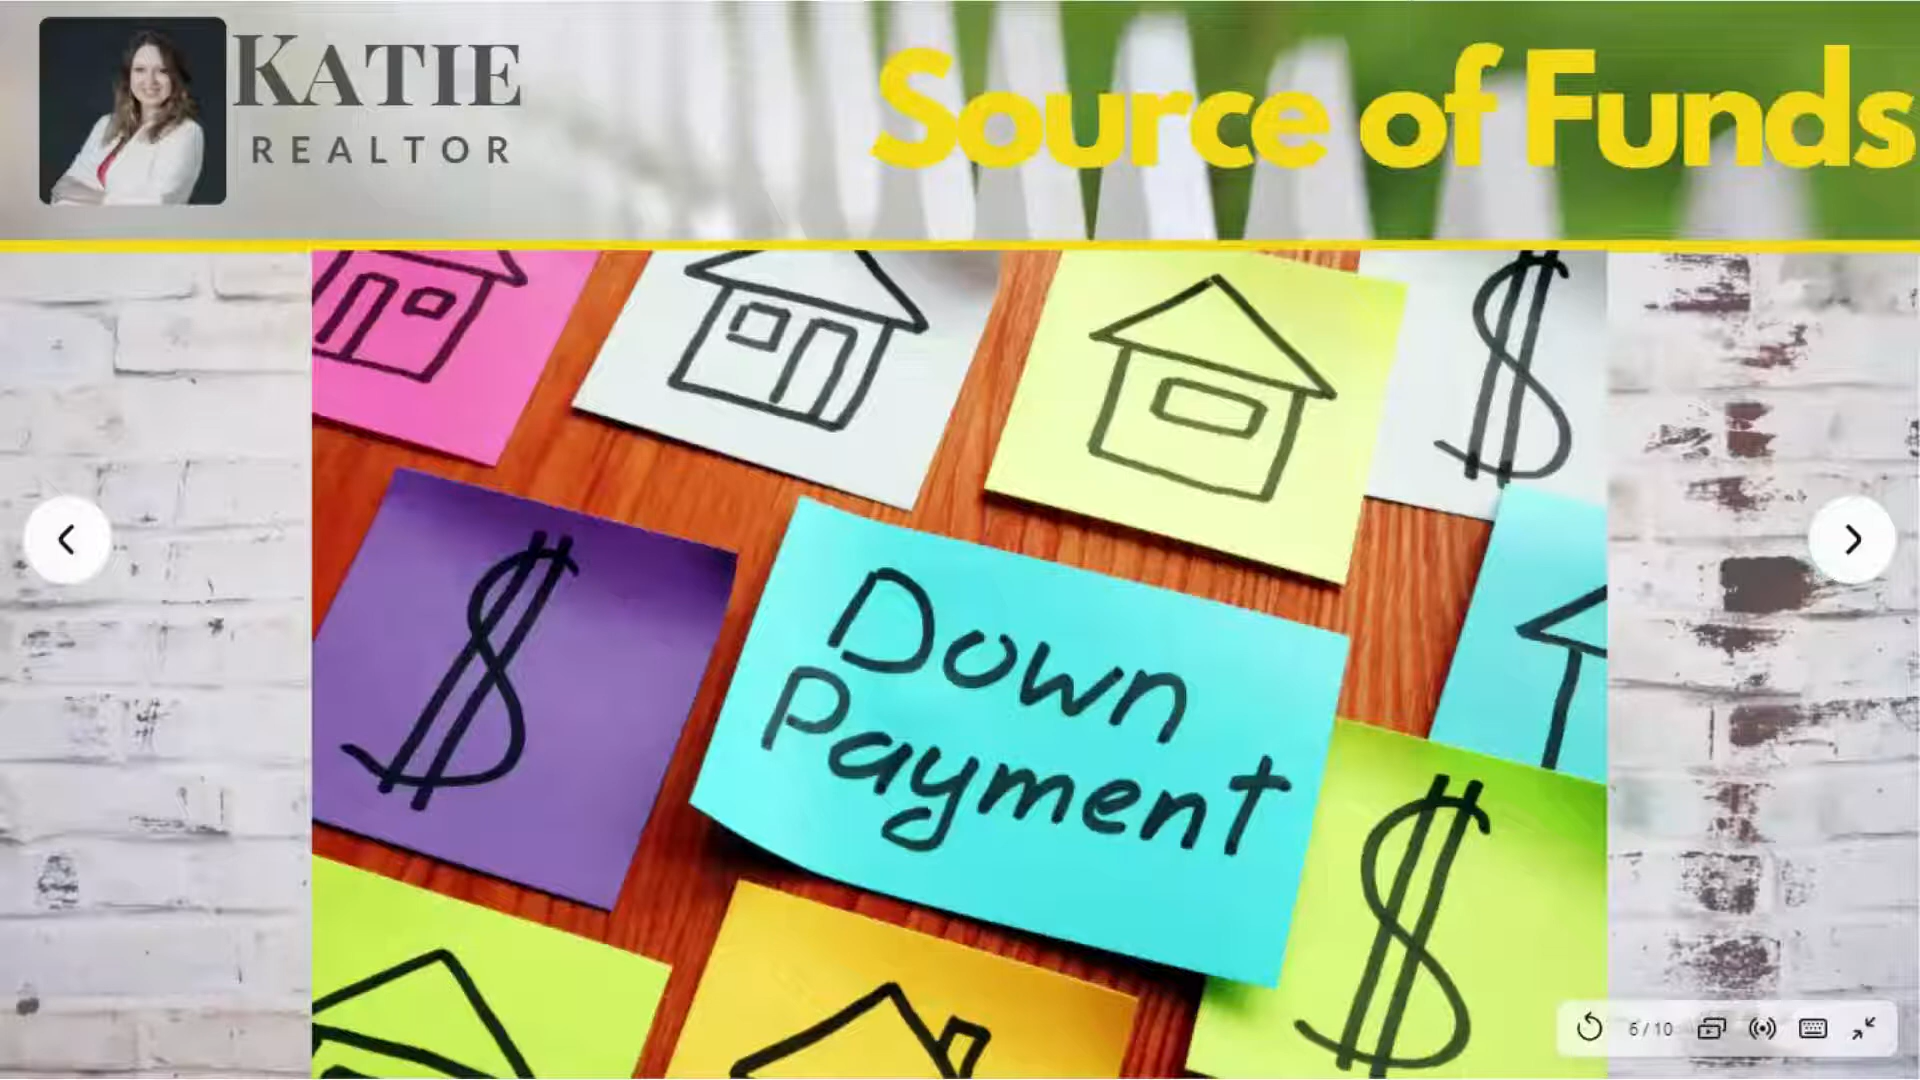 KATIE
REALTOR
Source of Funds
$
$
Down
Payment
$
6 / 10